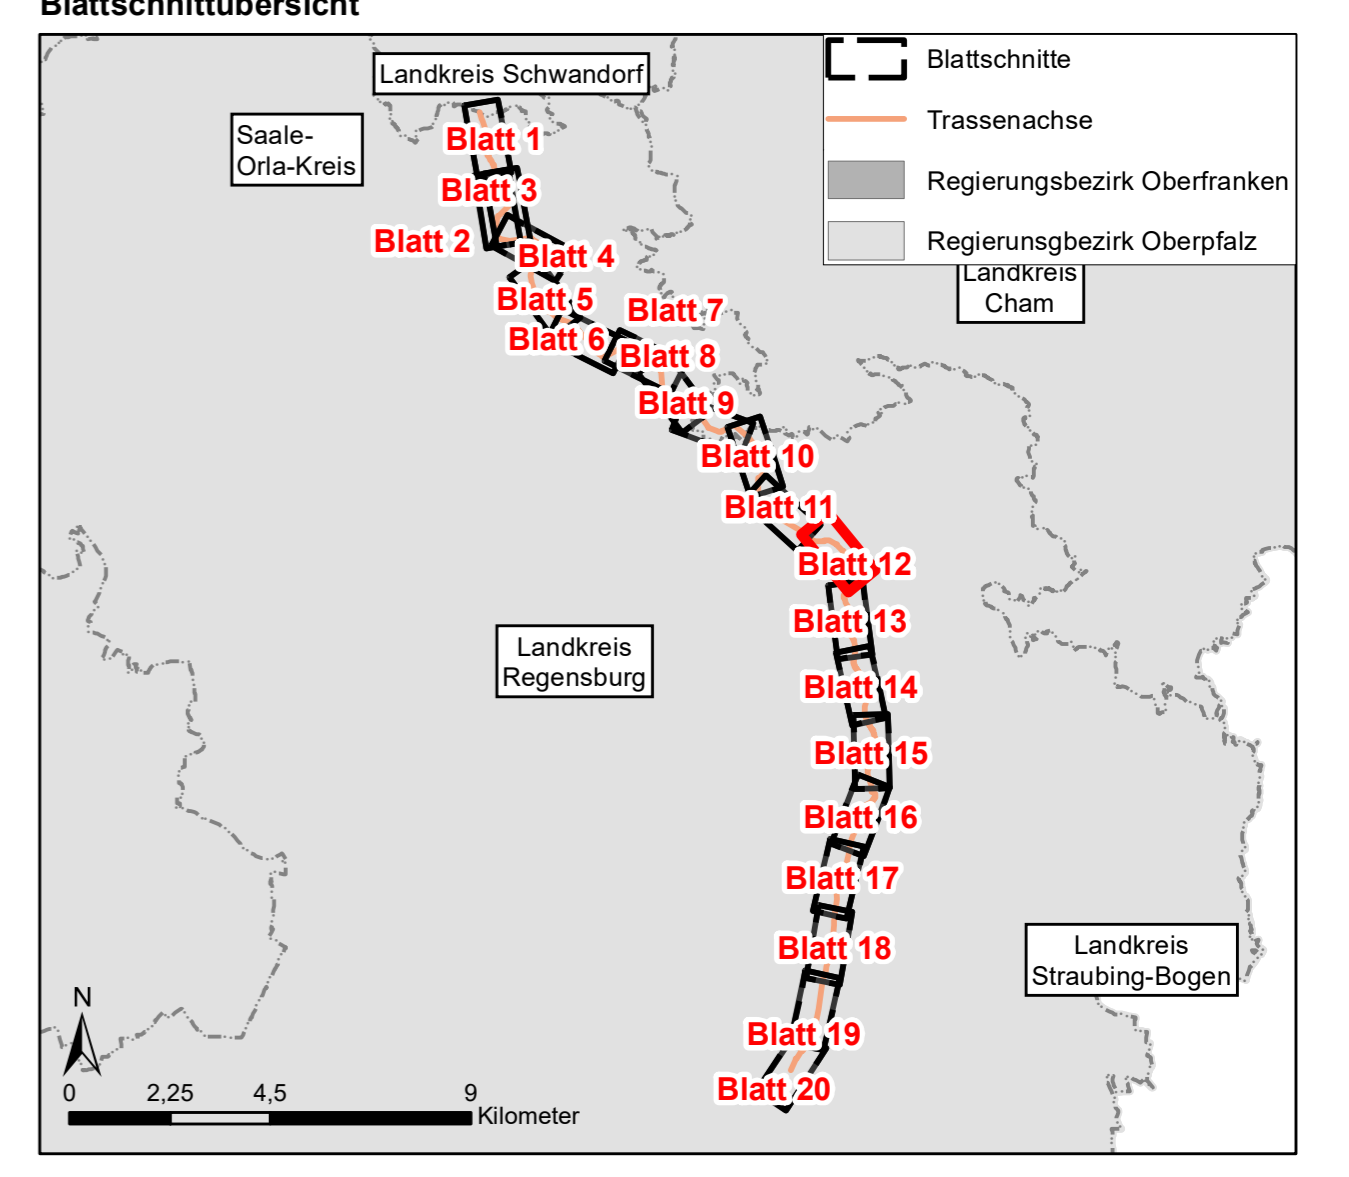 Blattschnittübersicht
Landkreis Schwandorf
Saale-
Orla-Kreis
Blattschnitte
Trassenachse
Regierungsbezirk Oberfranken
Regierunsgbezirk Oberpfalz
Landkreis
Cham
Blatt 1
Blatt 3
Blatt 2
Blatt 4
Blatt 5
Blatt 7
Blatt 6
Blatt 8
Blatt 9
Blatt 10
Blatt 11
Blatt 12
Blatt 13
Landkreis
Regensburg
Blatt 14
Blatt 15
Blatt 16
Blatt 17
Blatt 18
Landkreis
Straubing-Bogen
Blatt 19
Blatt 20
N
0 2,25 4,5 9
Kilometer